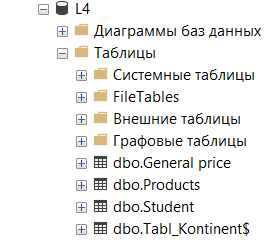 L4
Диаграммы баз данных
Таблицы
Системные таблицы
FileTables
Внешние таблицы
Графовые таблицы
dbo.General price
dbo.Products
dbo.Student
dbo.Tabl_Kontinent$